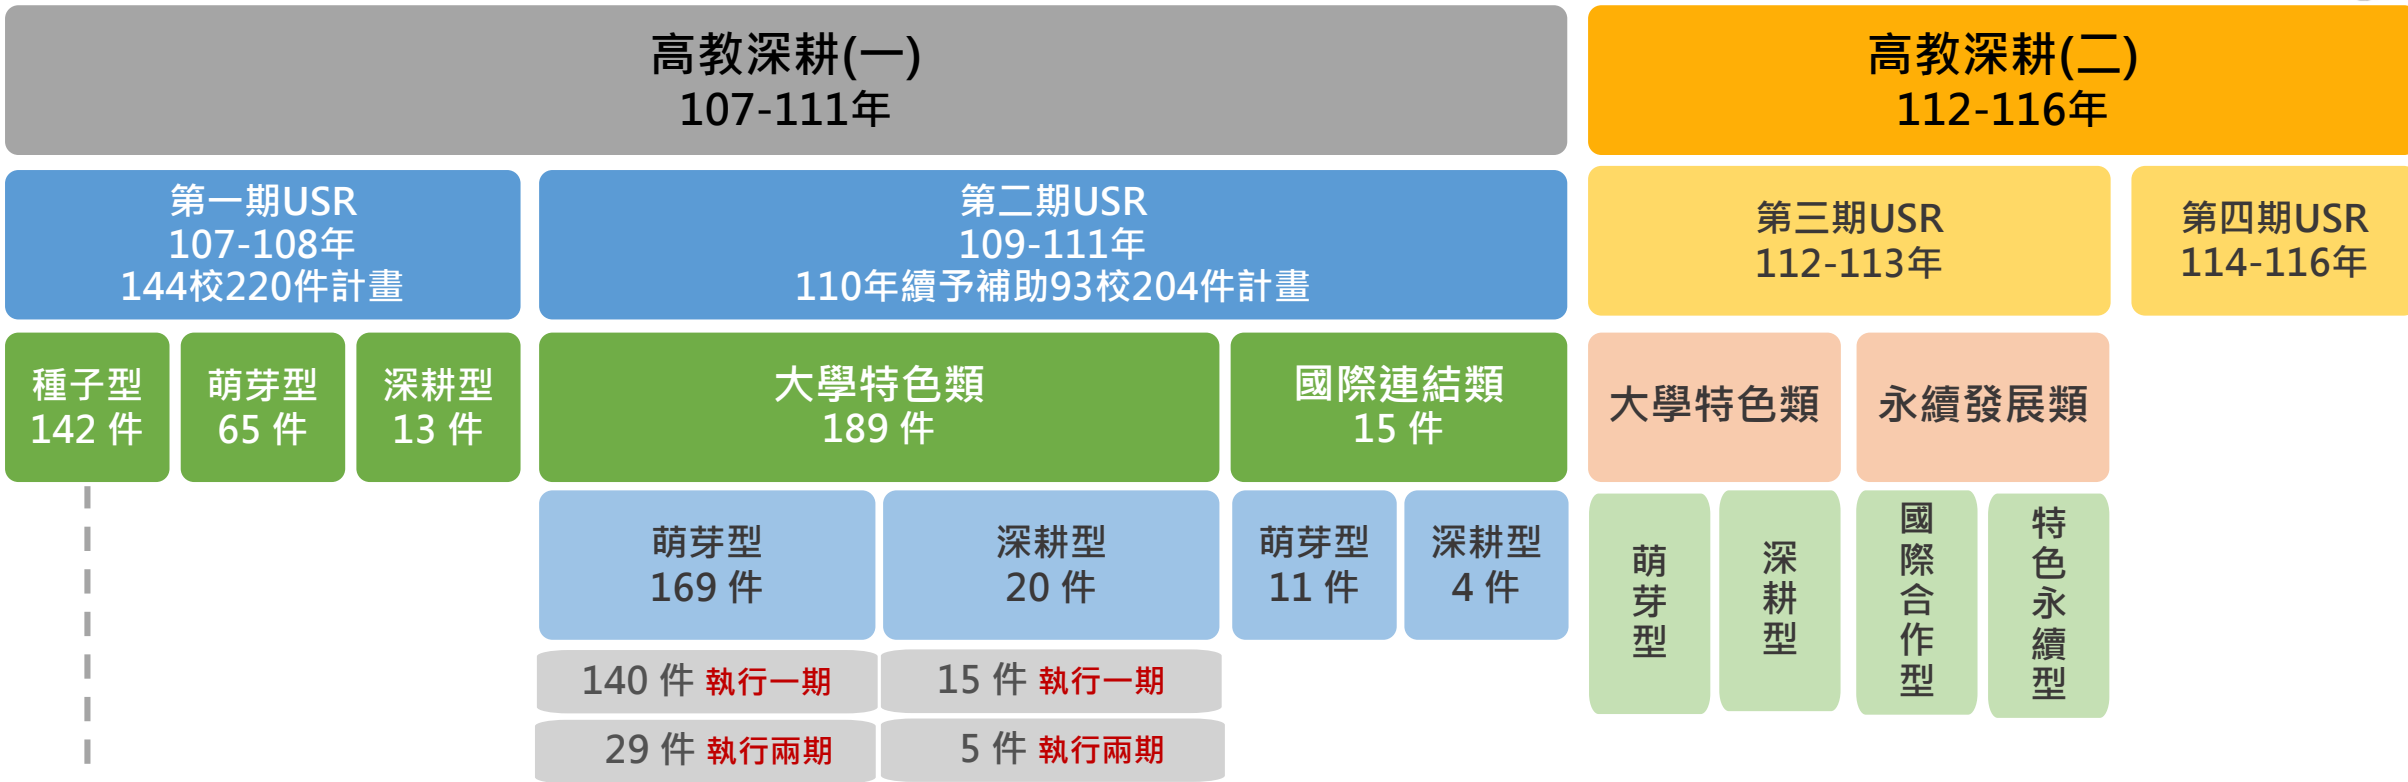 高教深耕(一)
107-111年
高教深耕(二)
112-116年
第一期USR
107-108年
144校220件計畫
第二期USR
109-111年
110年續予補助93校204件計畫
第三期USR
112-113年
第四期USR
114-116年
種子型
142 件
萌芽型
65 件
深耕型
13 件
大學特色類
189 件
國際連結類
15 件
大學特色類
永續發展類
萌芽型
169 件
深耕型
20 件
萌芽型
11 件
深耕型
4 件
萌芽型
深耕型
國際合作型
特色永續型
140 件 執行一期
15 件 執行一期
29 件 執行兩期
5 件 執行兩期